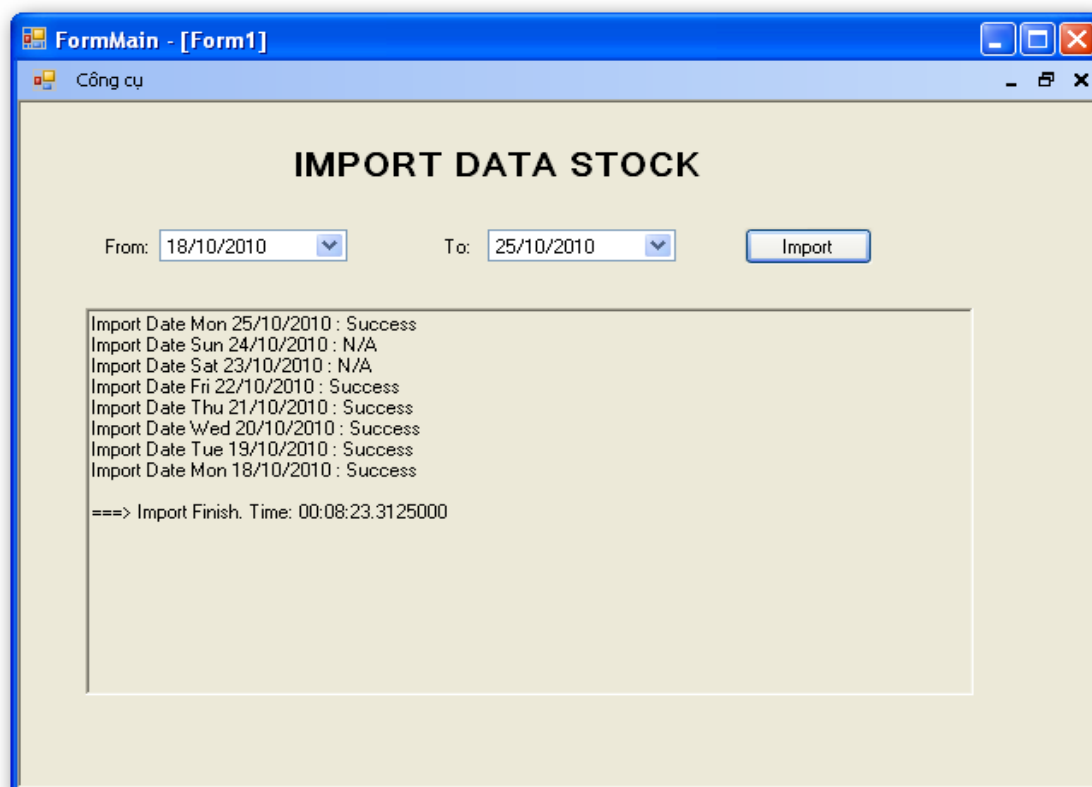 FormMain - [Form1]
Công cụ
IMPORT DATA STOCK
From: 18/10/2010 To: 25/10/2010 Import
Import Date Mon 25/10/2010 : Success
Import Date Sun 24/10/2010 : N/A
Import Date Sat 23/10/2010 : N/A
Import Date Fri 22/10/2010 : Success
Import Date Thu 21/10/2010 : Success
Import Date Wed 20/10/2010 : Success
Import Date Tue 19/10/2010 : Success
Import Date Mon 18/10/2010 : Success
===> Import Finish. Time: 00:08:23.3125000